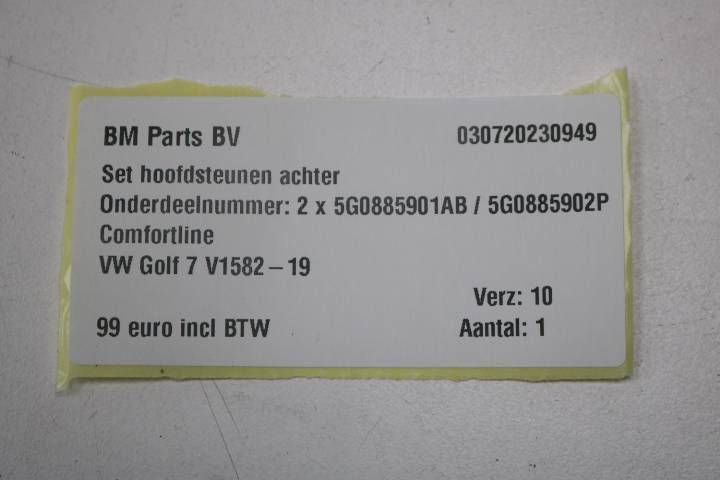 BM Parts BV 030720230949
Set hoofdsteunen achter
Onderdeelnummer: 2 x 5G0885901AB / 5G0885902P
Comfortline
VW Golf 7 V1582 – 19
Verz: 10
99 euro incl BTW Aantal: 1